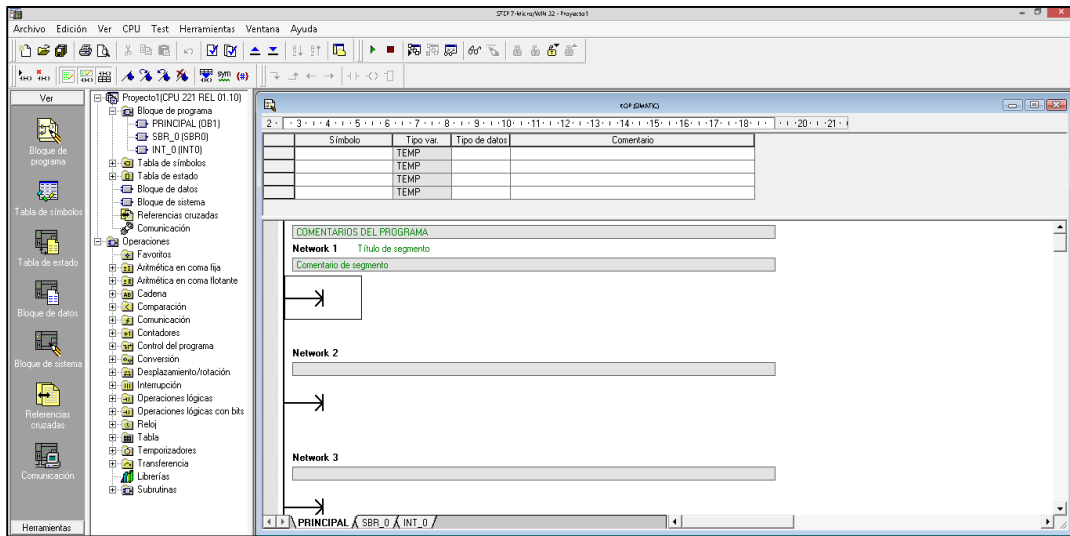 STEP 7-Micro/WIN 32 - Proyecto1
Archivo Edición Ver CPU Test Herramientas Ventana Ayuda
sym
Ver
Bloque de programa
Tabla de símbolos
Tabla de estado
Bloque de datos
Bloque de sistema
Referencias cruzadas
Comunicación
Herramientas
Proyecto1(CPU 221 REL 01.10)
Bloque de programa
PRINCIPAL (OB1)
SBR_0 (SBR0)
INT_0 (INT0)
Tabla de símbolos
Tabla de estado
Bloque de datos
Bloque de sistema
Referencias cruzadas
Comunicación
Operaciones
Favoritos
Aritmética en coma fija
Aritmética en coma flotante
Cadena
Comparación
Comunicación
Contadores
Control del programa
Conversión
Desplazamiento/rotación
Interrupción
Operaciones lógicas
Operaciones lógicas con bits
Reloj
Tabla
Temporizadores
Transferencia
Librerías
Subrutinas
KOP (SIMATIC)
2 · 3 · 4 · 5 · 6 · 7 · 8 · 9 · 10 · 11 · 12 · 13 · 14 · 15 · 16 · 17 · 18 · 20 · 21
Símbolo Tipo var. Tipo de datos Comentario
TEMP
TEMP
TEMP
TEMP
COMENTARIOS DEL PROGRAMA
Network 1 Título de segmento
Comentario de segmento
Network 2
Network 3
PRINCIPAL SBR_0 INT_0